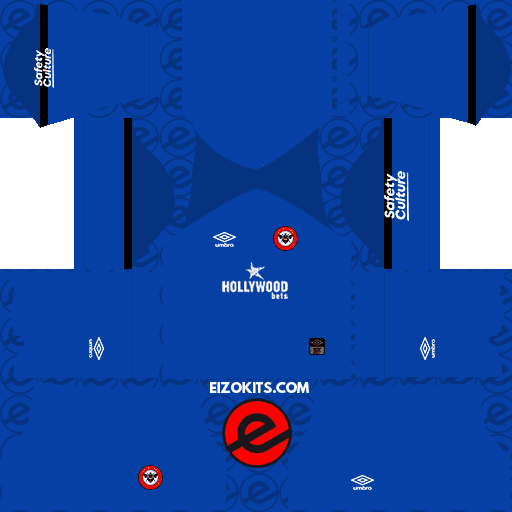 Safety
Culture
Safety
Culture
umbro
HOLLYWOOD
bets
umbro
umbro
EIZOKITS.COM
umbro